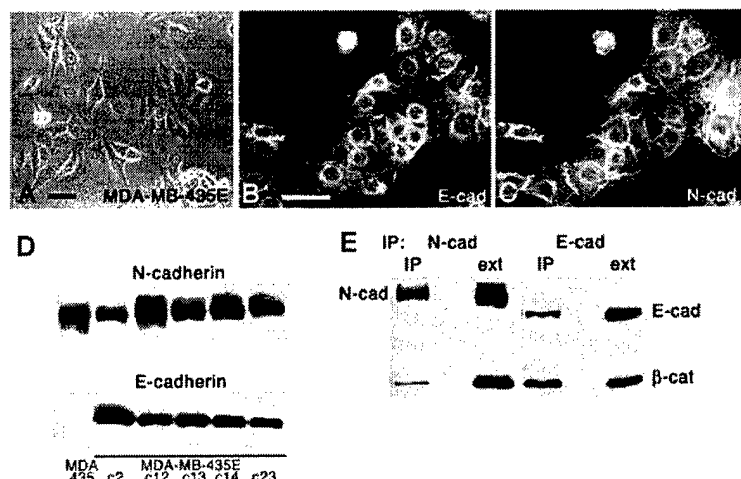 A
MDA-MB-435E
B
E-cad
C
N-cad
D
N-cadherin
E-cadherin
MDA
435
c2
MDA-MB-435E
c12 c13 c14 c23
E
IP: N-cad E-cad
IP ext IP ext
N-cad
E-cad
β-cat